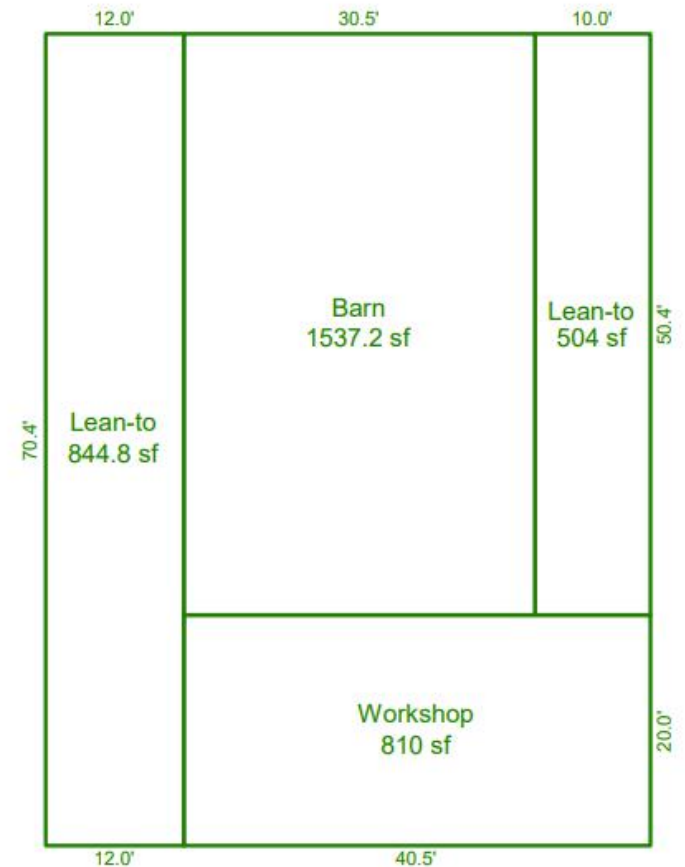 12.0'
30.5'
10.0'
Barn
1537.2 sf
Lean-to
504 sf
50.4'
70.4'
Lean-to
844.8 sf
Workshop
810 sf
20.0'
12.0'
40.5'